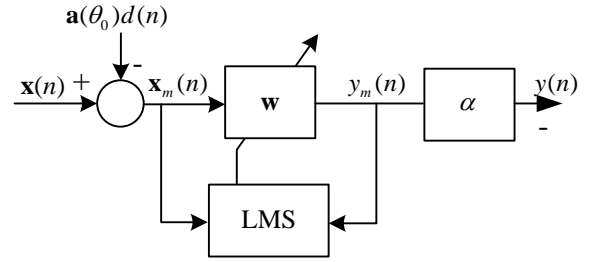 a(θ₀)d(n)
-
x(n) +
xₘ(n)
w
yₘ(n)
α
y(n)
-
LMS